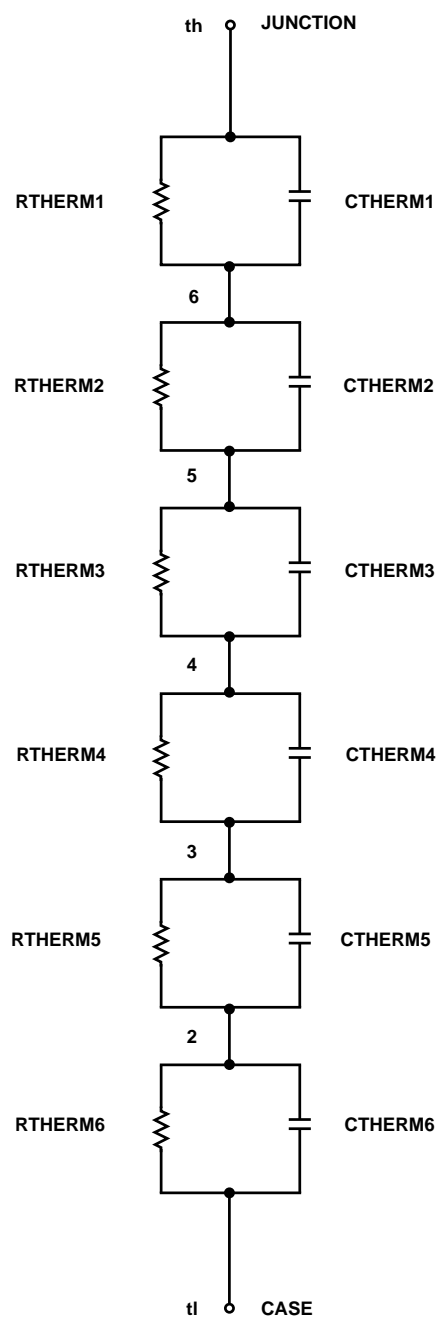 th JUNCTION
RTHERM1 CTHERM1
6
RTHERM2 CTHERM2
5
RTHERM3 CTHERM3
4
RTHERM4 CTHERM4
3
RTHERM5 CTHERM5
2
RTHERM6 CTHERM6
tl CASE